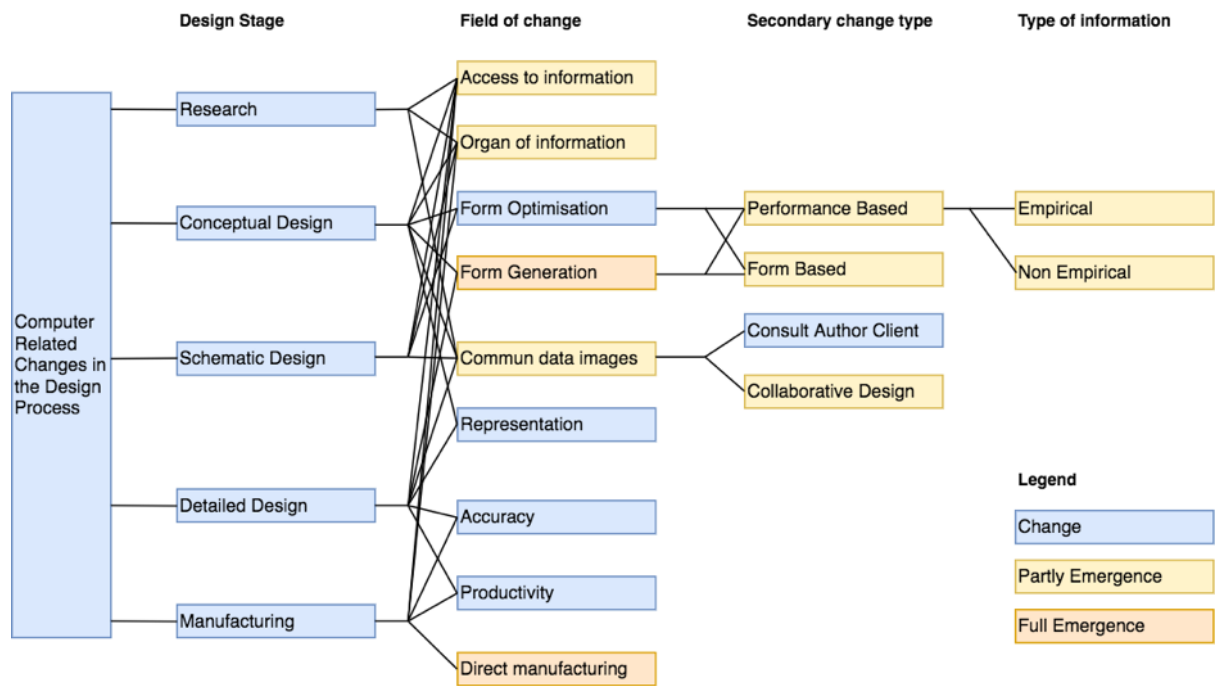 Design Stage
Field of change
Secondary change type
Type of information
Computer
Related
Changes in
the Design
Process
Research
Conceptual Design
Schematic Design
Detailed Design
Manufacturing
Access to information
Organ of information
Form Optimisation
Form Generation
Commun data images
Representation
Accuracy
Productivity
Direct manufacturing
Performance Based
Form Based
Consult Author Client
Collaborative Design
Empirical
Non Empirical
Legend
Change
Partly Emergence
Full Emergence